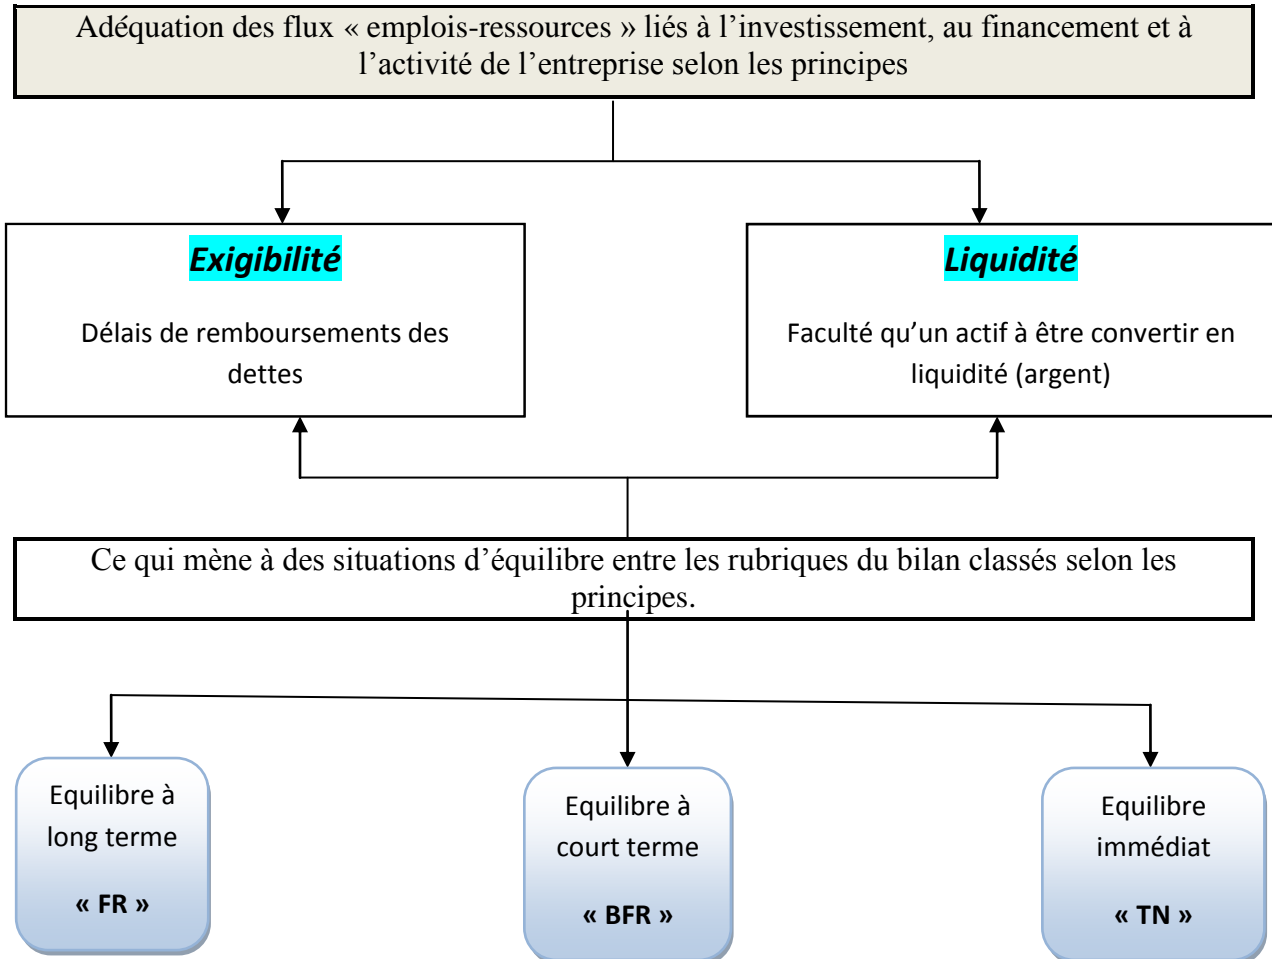 Adéquation des flux « emplois-ressources » liés à l’investissement, au financement et à
l’activité de l’entreprise selon les principes
Exigibilité
Délais de remboursements des
dettes
Liquidité
Faculté qu’un actif à être convertir en
liquidité (argent)
Ce qui mène à des situations d’équilibre entre les rubriques du bilan classés selon les
principes.
Equilibre à
long terme
« FR »
Equilibre à
court terme
« BFR »
Equilibre
immédiat
« TN »